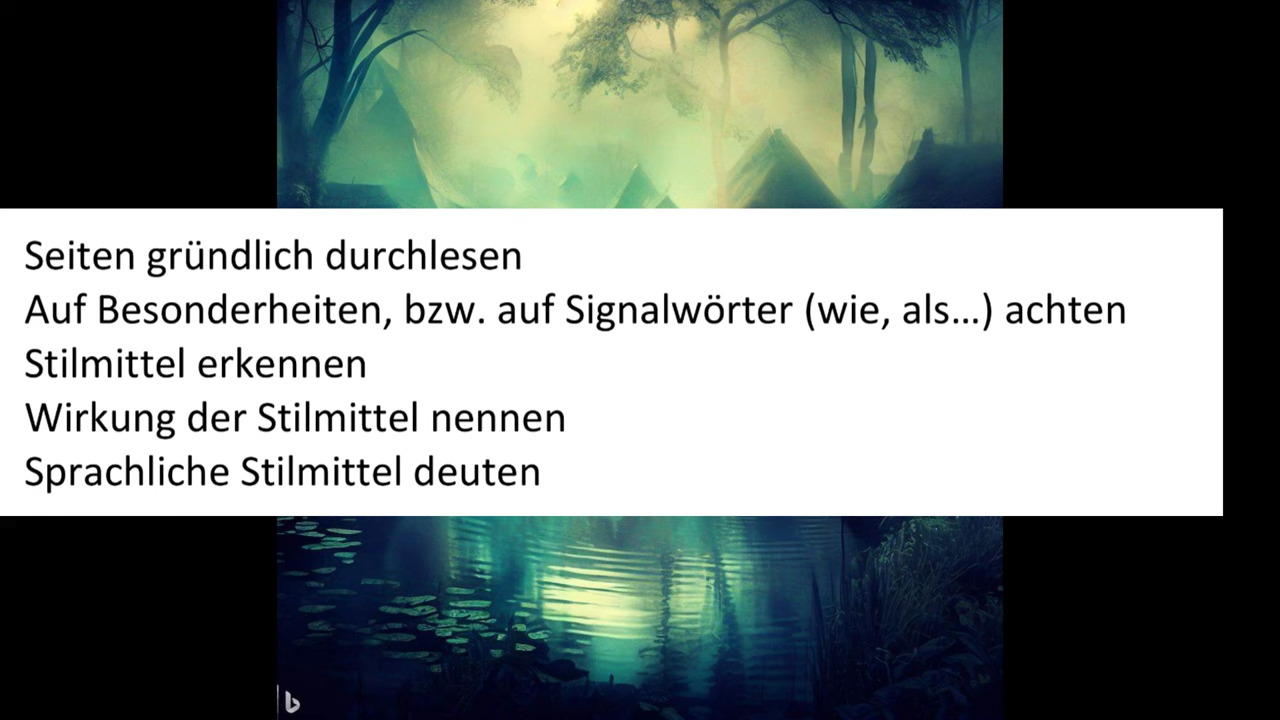 Seiten gründlich durchlesen
Auf Besonderheiten, bzw. auf Signalwörter (wie, als...) achten
Stilmittel erkennen
Wirkung der Stilmittel nennen
Sprachliche Stilmittel deuten